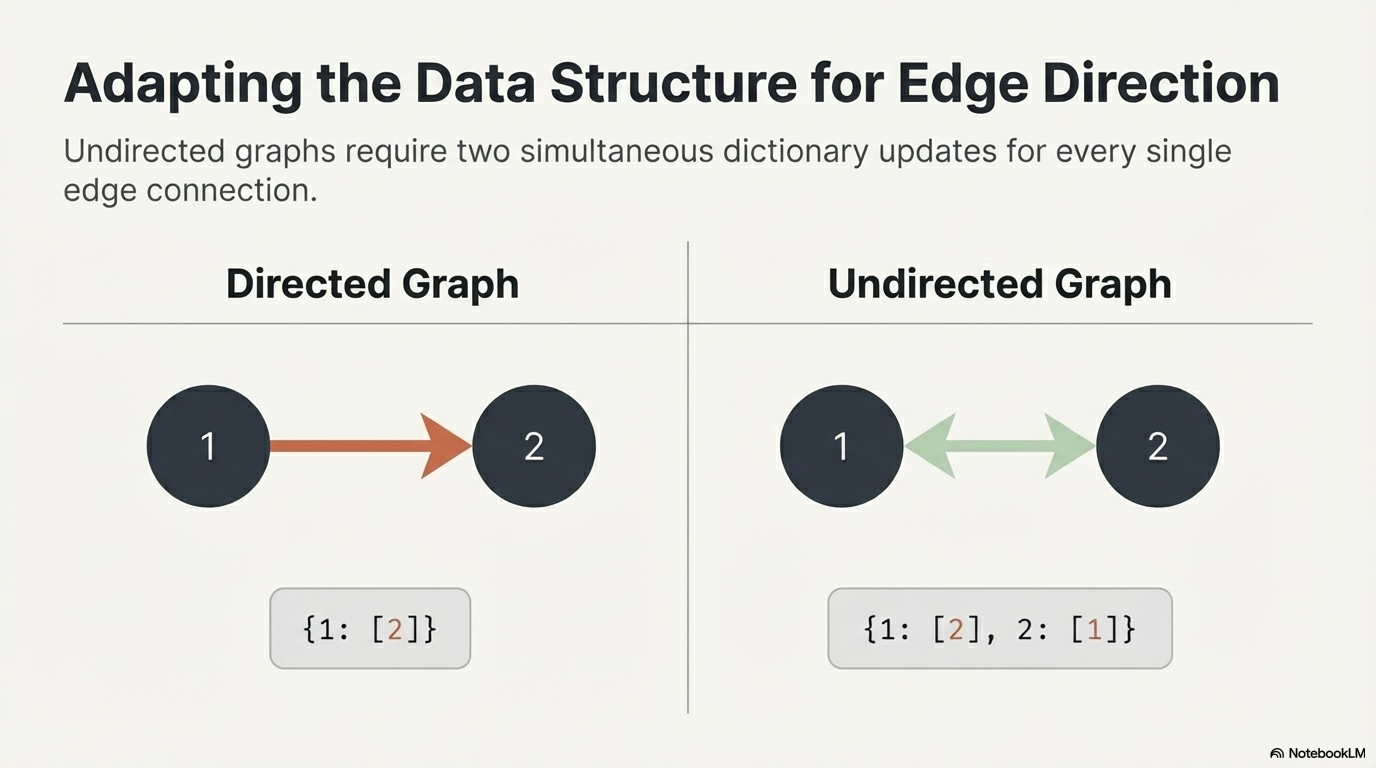 Adapting the Data Structure for Edge Direction
Undirected graphs require two simultaneous dictionary updates for every single
edge connection.
Directed Graph
1
2
{1: [2]}
Undirected Graph
1
2
{1: [2], 2: [1]}
NotebookLM